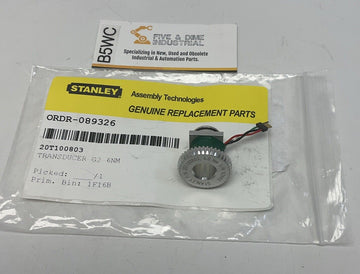 B5WC
FIVE & DIME
INDUSTRIAL
Specializing in New, Used and Obsolete
Industrial & Automation Parts.
STANLEY
Assembly Technologies
GENUINE REPLACEMENT PARTS
ORDR-089326
20T100803
TRANSDUCER G2 6NM
Picked: ____/1
Prim. Bin: 1F16B